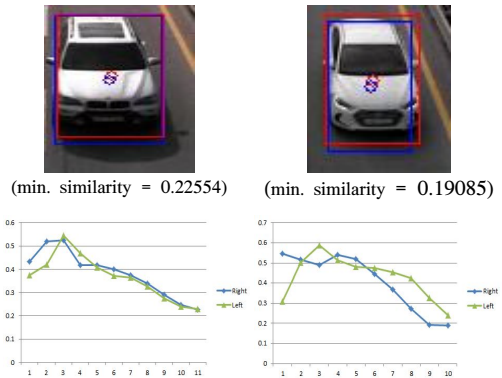 (min. similarity = 0.22554)
(min. similarity = 0.19085)
0.6
0.5
0.4
0.3
0.2
0.1
0
1 2 3 4 5 6 7 8 9 10 11
Right
Left
0.7
0.6
0.5
0.4
0.3
0.2
0.1
0
1 2 3 4 5 6 7 8 9 10
Right
Left